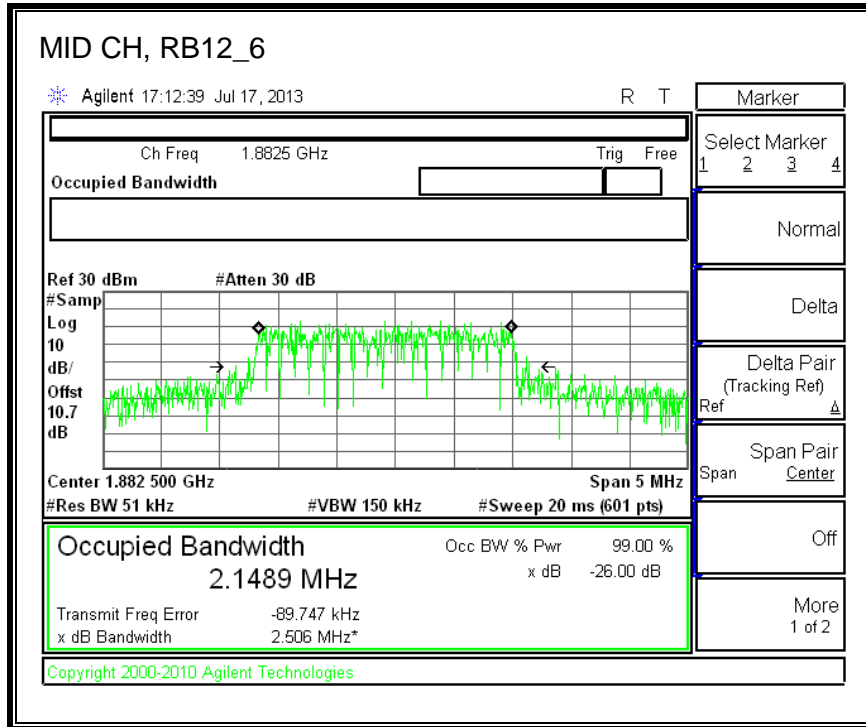 MID CH, RB12_6
Agilent 17:12:39 Jul 17, 2013 R T
Ch Freq 1.8825 GHz Trig Free
Occupied Bandwidth
Ref 30 dBm #Atten 30 dB
#Samp
Log
10
dB/
Offst
10.7
dB
Center 1.882 500 GHz Span 5 MHz
#Res BW 51 kHz #VBW 150 kHz #Sweep 20 ms (601 pts)
Occupied Bandwidth Occ BW % Pwr 99.00 %
2.1489 MHz x dB -26.00 dB
Transmit Freq Error -89.747 kHz
x dB Bandwidth 2.506 MHz*
Copyright 2000-2010 Agilent Technologies
Marker
Select Marker
1 2 3 4
Normal
Delta
Delta Pair
(Tracking Ref)
Ref Δ
Span Pair
Span Center
Off
More
1 of 2